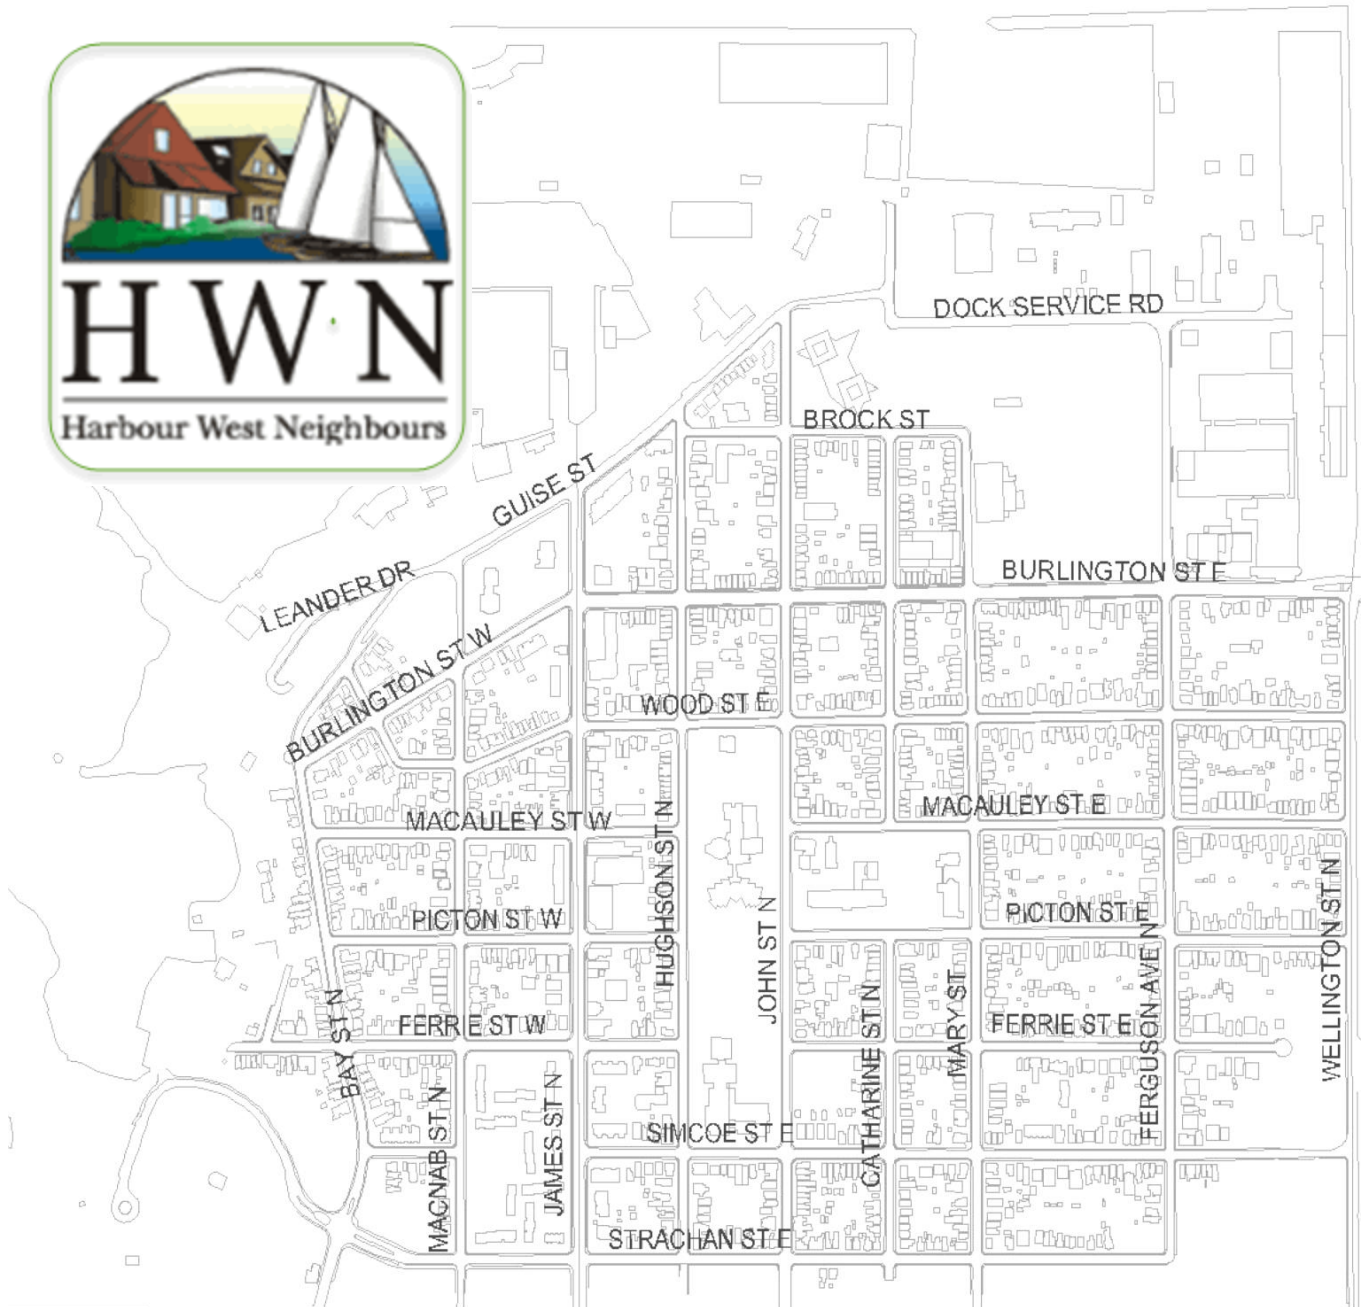 HWN
Harbour West Neighbours
DOCK SERVICE RD
BROCK ST
GUISE ST
LEANDER DR
BURLINGTON ST E
BURLINGTON ST W
WOOD ST E
MACAULEY ST E
MACAULEY ST W
HUGHSON ST N
JOHN ST N
PICTON ST W
PICTON ST E
WELLINGTON ST N
FERGUSON AVE N
BAY ST N
FERRIE ST W
CATHARINE ST N
MARY ST
FERRIE ST E
MACNAB ST N
JAMES ST N
SIMCOE ST E
STRACHAN ST E